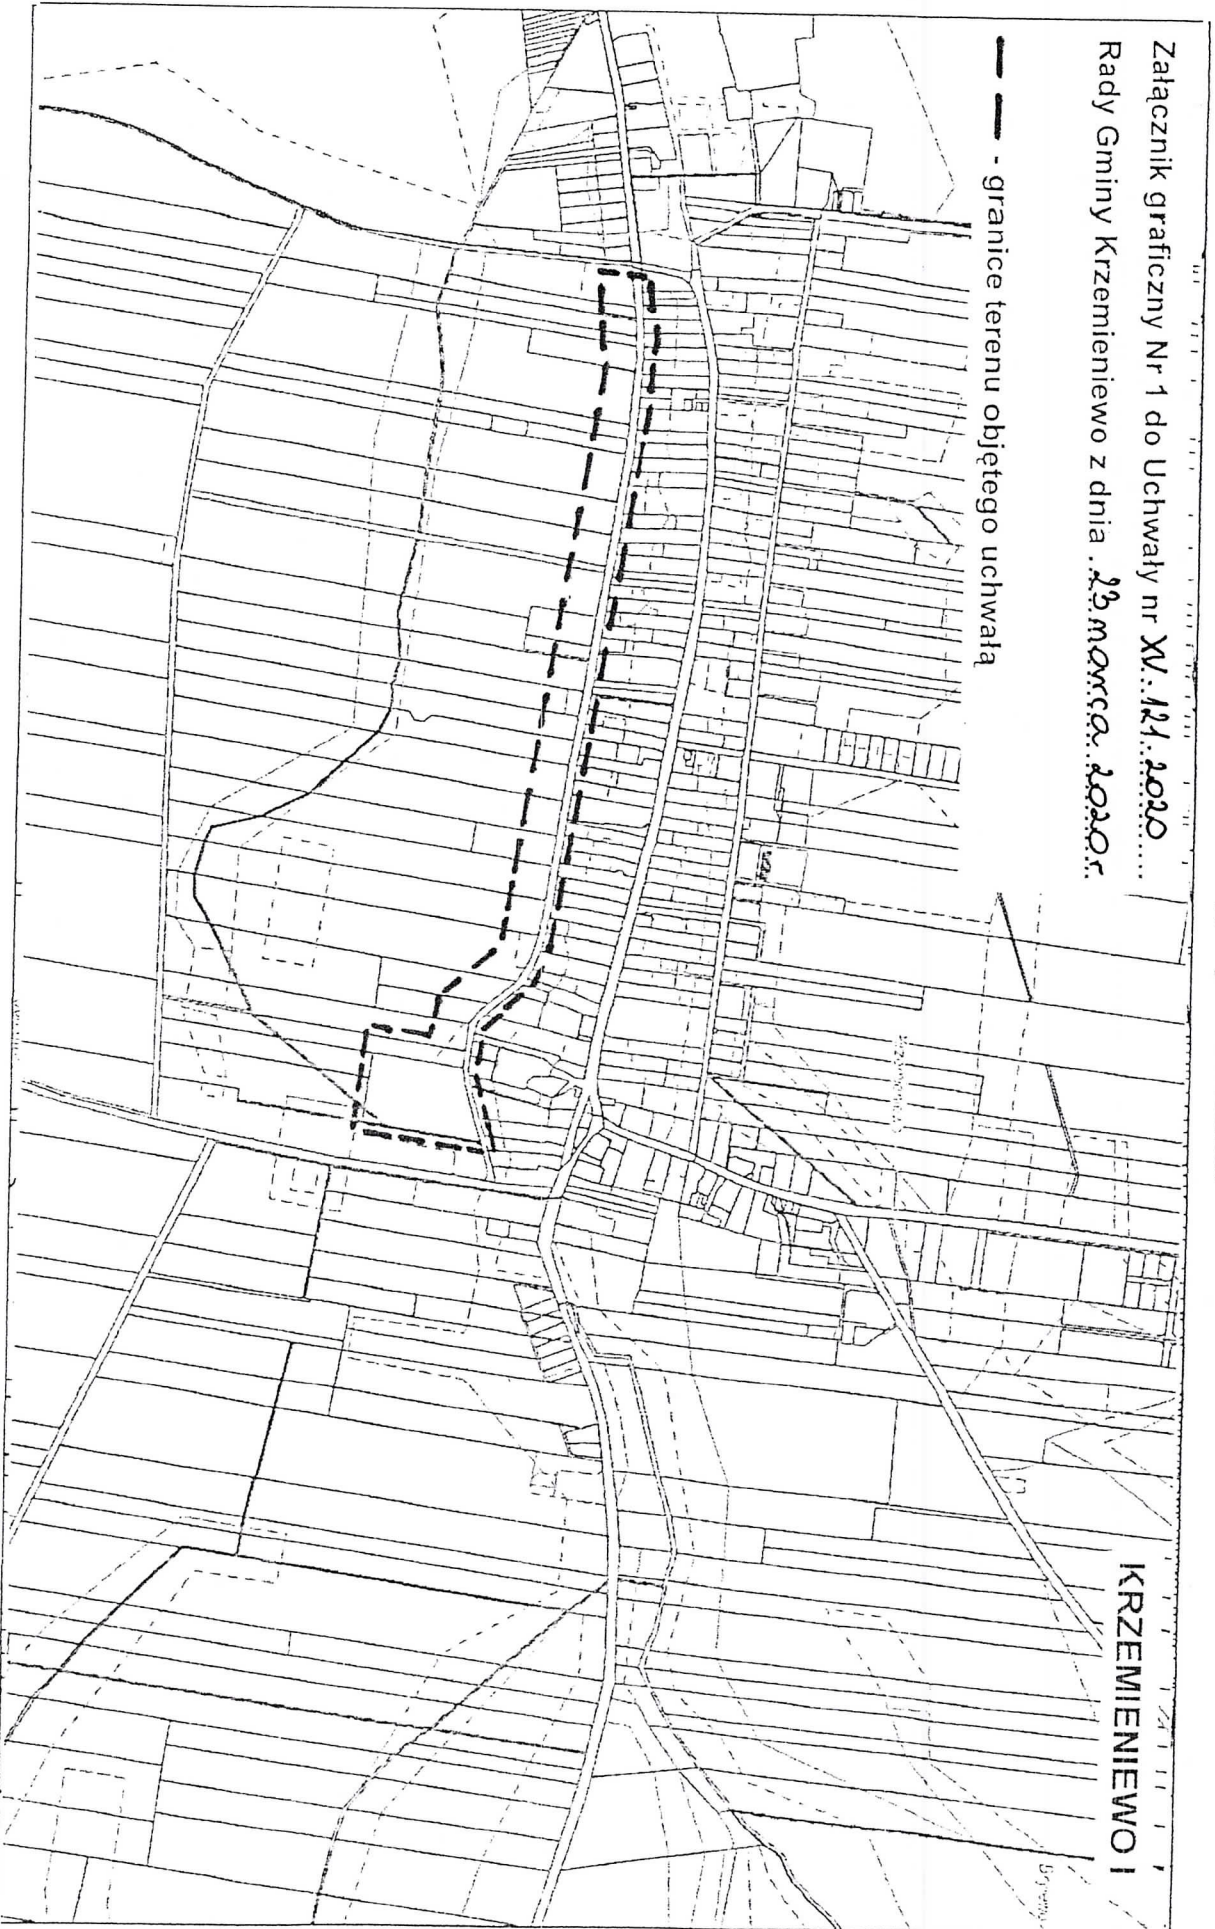 Załącznik graficzny Nr 1 do Uchwały nr XV..121..2020......
Rady Gminy Krzemieniewo z dnia ..23.marca.2020.r.
- granice terenu objętego uchwałą
KRZEMIENIEWO I